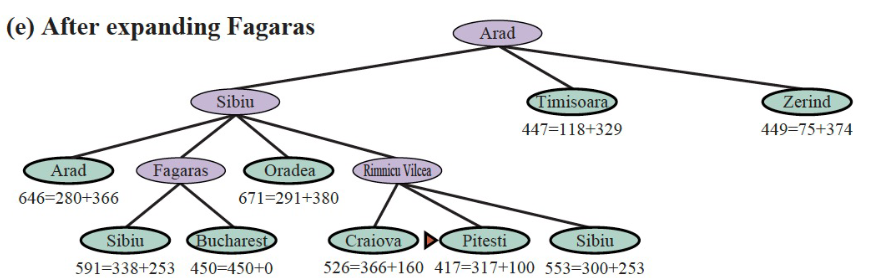 (e) After expanding Fagaras
Arad
Sibiu
Timisoara
Zerind
447=118+329
449=75+374
Arad
Fagaras
Oradea
Rimnicu Vilcea
646=280+366
671=291+380
Sibiu
Bucharest
Craiova
Pitesti
Sibiu
591=338+253
450=450+0
526=366+160
417=317+100
553=300+253